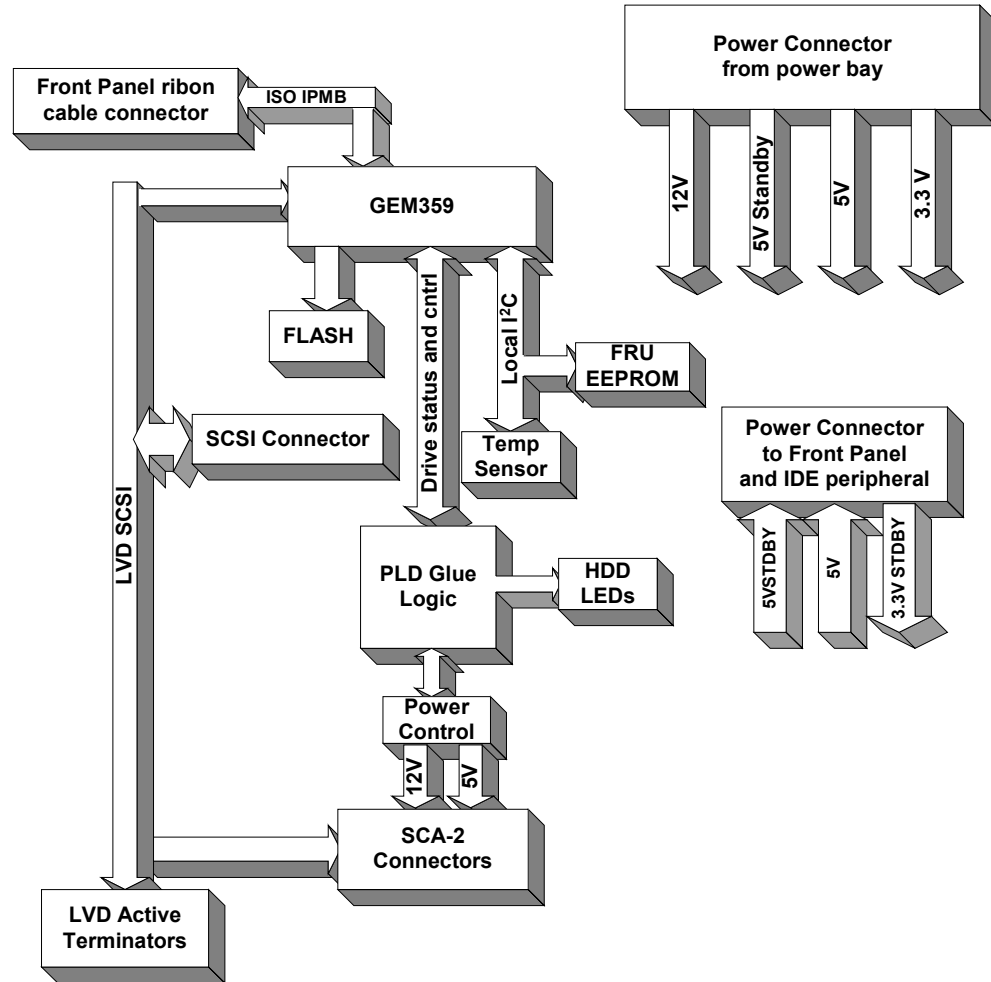 Power Connector
from power bay
Front Panel ribon
cable connector
ISO IPMB
12V
5V Standby
5V
3.3 V
GEM359
FLASH
Drive status and cntrl
Local I²C
FRU
EEPROM
SCSI Connector
Temp
Sensor
Power Connector
to Front Panel
and IDE peripheral
5VSTDBY
5V
3.3V STDBY
LVD SCSI
PLD Glue
Logic
HDD
LEDs
Power
Control
12V
5V
SCA-2
Connectors
LVD Active
Terminators